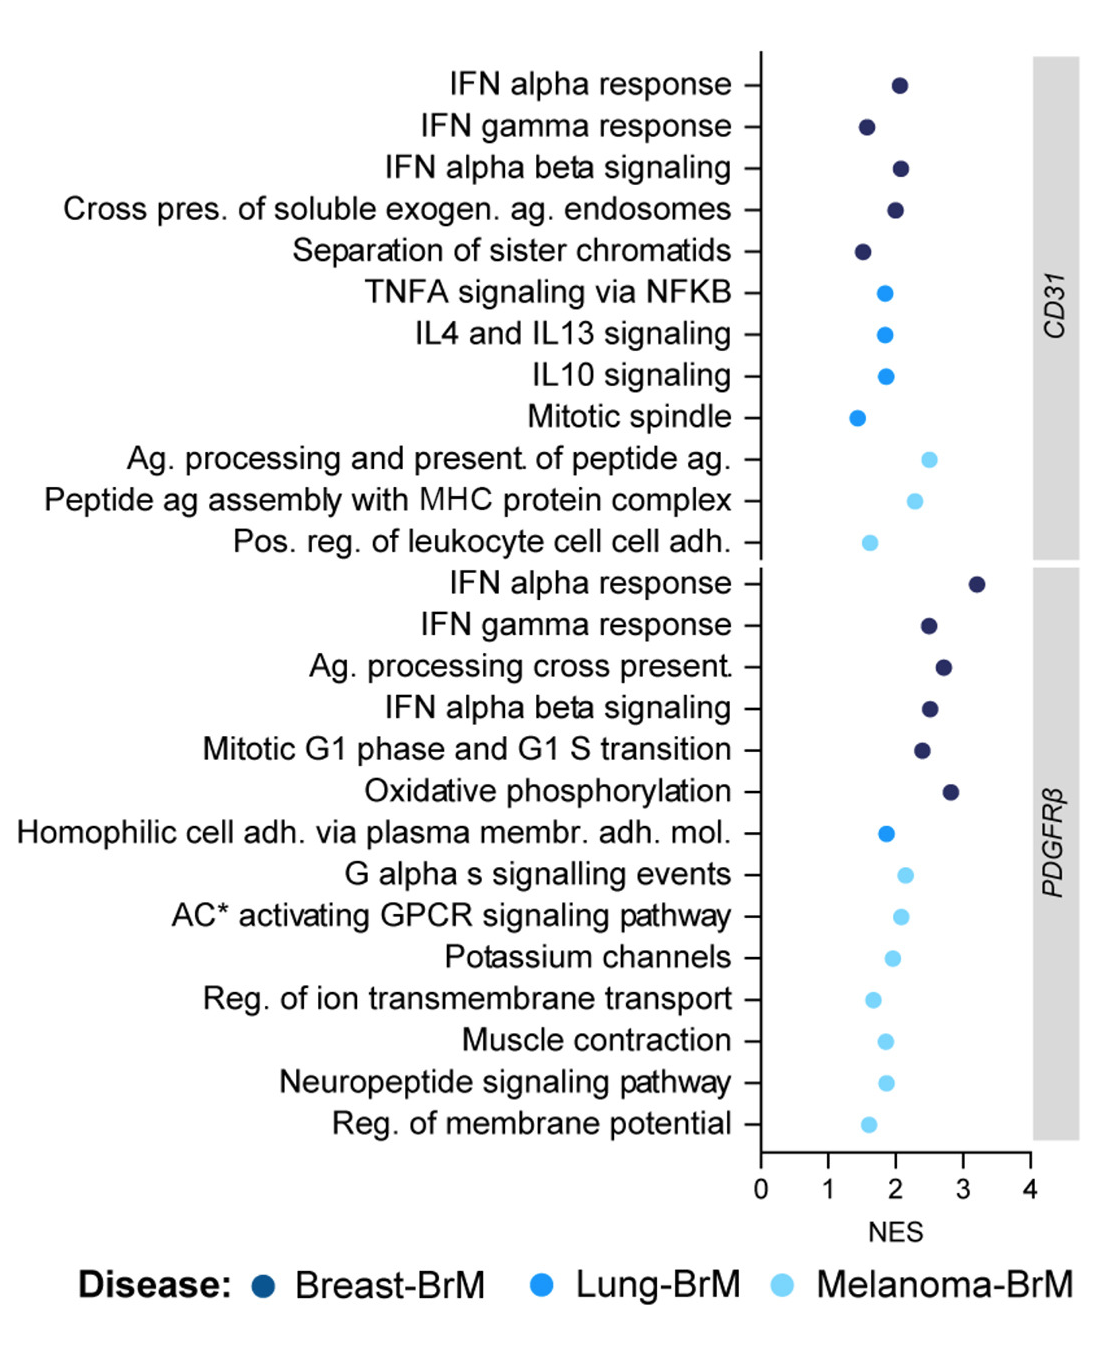 IFN alpha response
IFN gamma response
IFN alpha beta signaling
Cross pres. of soluble exogen. ag. endosomes
Separation of sister chromatids
TNFA signaling via NFKB
IL4 and IL13 signaling
IL10 signaling
Mitotic spindle
Ag. processing and present. of peptide ag.
Peptide ag assembly with MHC protein complex
Pos. reg. of leukocyte cell cell adh.
CD31
IFN alpha response
IFN gamma response
Ag. processing cross present.
IFN alpha beta signaling
Mitotic G1 phase and G1 S transition
Oxidative phosphorylation
Homophilic cell adh. via plasma membr. adh. mol.
G alpha s signalling events
AC* activating GPCR signaling pathway
Potassium channels
Reg. of ion transmembrane transport
Muscle contraction
Neuropeptide signaling pathway
Reg. of membrane potential
PDGFRβ
0 1 2 3 4
NES
Disease: Breast-BrM Lung-BrM Melanoma-BrM